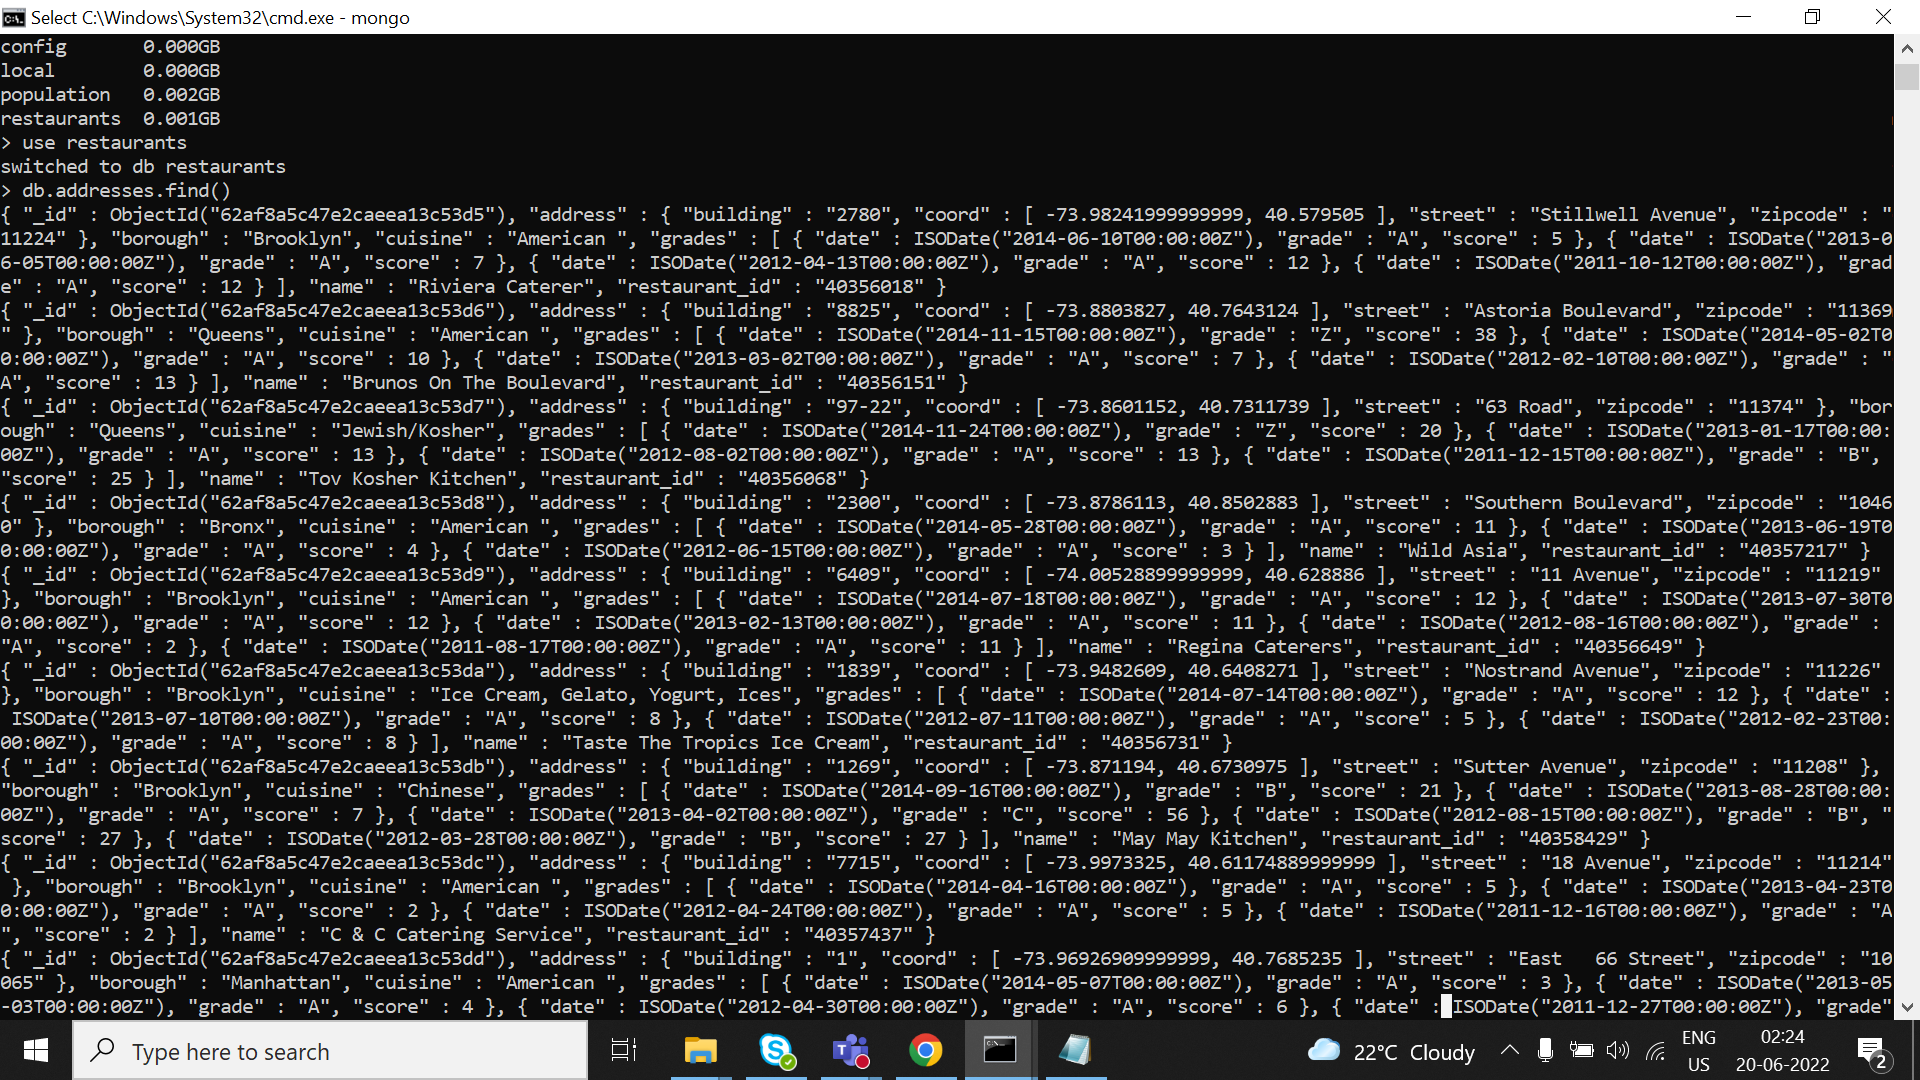 Select C:\Windows\System32\cmd.exe - mongo
config       0.000GB
local        0.000GB
population   0.002GB
restaurants  0.001GB
> use restaurants
switched to db restaurants
> db.addresses.find()
{ "_id" : ObjectId("62af8a5c47e2caeea13c53d5"), "address" : { "building" : "2780", "coord" : [ -73.98241999999999, 40.579505 ], "street" : "Stillwell Avenue", "zipcode" : "
11224" }, "borough" : "Brooklyn", "cuisine" : "American ", "grades" : [ { "date" : ISODate("2014-06-10T00:00:00Z"), "grade" : "A", "score" : 5 }, { "date" : ISODate("2013-0
6-05T00:00:00Z"), "grade" : "A", "score" : 7 }, { "date" : ISODate("2012-04-13T00:00:00Z"), "grade" : "A", "score" : 12 }, { "date" : ISODate("2011-10-12T00:00:00Z"), "grad
e" : "A", "score" : 12 } ], "name" : "Riviera Caterer", "restaurant_id" : "40356018" }
{ "_id" : ObjectId("62af8a5c47e2caeea13c53d6"), "address" : { "building" : "8825", "coord" : [ -73.8803827, 40.7643124 ], "street" : "Astoria Boulevard", "zipcode" : "11369
" }, "borough" : "Queens", "cuisine" : "American ", "grades" : [ { "date" : ISODate("2014-11-15T00:00:00Z"), "grade" : "Z", "score" : 38 }, { "date" : ISODate("2014-05-02T0
0:00:00Z"), "grade" : "A", "score" : 10 }, { "date" : ISODate("2013-03-02T00:00:00Z"), "grade" : "A", "score" : 7 }, { "date" : ISODate("2012-02-10T00:00:00Z"), "grade" : "
A", "score" : 13 } ], "name" : "Brunos On The Boulevard", "restaurant_id" : "40356151" }
{ "_id" : ObjectId("62af8a5c47e2caeea13c53d7"), "address" : { "building" : "97-22", "coord" : [ -73.8601152, 40.7311739 ], "street" : "63 Road", "zipcode" : "11374" }, "bor
ough" : "Queens", "cuisine" : "Jewish/Kosher", "grades" : [ { "date" : ISODate("2014-11-24T00:00:00Z"), "grade" : "Z", "score" : 20 }, { "date" : ISODate("2013-01-17T00:00:
00Z"), "grade" : "A", "score" : 13 }, { "date" : ISODate("2012-08-02T00:00:00Z"), "grade" : "A", "score" : 13 }, { "date" : ISODate("2011-12-15T00:00:00Z"), "grade" : "B",
"score" : 25 } ], "name" : "Tov Kosher Kitchen", "restaurant_id" : "40356068" }
{ "_id" : ObjectId("62af8a5c47e2caeea13c53d8"), "address" : { "building" : "2300", "coord" : [ -73.8786113, 40.8502883 ], "street" : "Southern Boulevard", "zipcode" : "1046
0" }, "borough" : "Bronx", "cuisine" : "American ", "grades" : [ { "date" : ISODate("2014-05-28T00:00:00Z"), "grade" : "A", "score" : 11 }, { "date" : ISODate("2013-06-19T0
0:00:00Z"), "grade" : "A", "score" : 4 }, { "date" : ISODate("2012-06-15T00:00:00Z"), "grade" : "A", "score" : 3 } ], "name" : "Wild Asia", "restaurant_id" : "40357217" }
{ "_id" : ObjectId("62af8a5c47e2caeea13c53d9"), "address" : { "building" : "6409", "coord" : [ -74.00528899999999, 40.628886 ], "street" : "11 Avenue", "zipcode" : "11219"
}, "borough" : "Brooklyn", "cuisine" : "American ", "grades" : [ { "date" : ISODate("2014-07-18T00:00:00Z"), "grade" : "A", "score" : 12 }, { "date" : ISODate("2013-07-30T0
0:00:00Z"), "grade" : "A", "score" : 12 }, { "date" : ISODate("2013-02-13T00:00:00Z"), "grade" : "A", "score" : 11 }, { "date" : ISODate("2012-08-16T00:00:00Z"), "grade" :
"A", "score" : 2 }, { "date" : ISODate("2011-08-17T00:00:00Z"), "grade" : "A", "score" : 11 } ], "name" : "Regina Caterers", "restaurant_id" : "40356649" }
{ "_id" : ObjectId("62af8a5c47e2caeea13c53da"), "address" : { "building" : "1839", "coord" : [ -73.9482609, 40.6408271 ], "street" : "Nostrand Avenue", "zipcode" : "11226"
}, "borough" : "Brooklyn", "cuisine" : "Ice Cream, Gelato, Yogurt, Ices", "grades" : [ { "date" : ISODate("2014-07-14T00:00:00Z"), "grade" : "A", "score" : 12 }, { "date" :
 ISODate("2013-07-10T00:00:00Z"), "grade" : "A", "score" : 8 }, { "date" : ISODate("2012-07-11T00:00:00Z"), "grade" : "A", "score" : 5 }, { "date" : ISODate("2012-02-23T00:00:
00:00Z"), "grade" : "A", "score" : 8 } ], "name" : "Taste The Tropics Ice Cream", "restaurant_id" : "40356731" }
{ "_id" : ObjectId("62af8a5c47e2caeea13c53db"), "address" : { "building" : "1269", "coord" : [ -73.871194, 40.6730975 ], "street" : "Sutter Avenue", "zipcode" : "11208" },
"borough" : "Brooklyn", "cuisine" : "Chinese", "grades" : [ { "date" : ISODate("2014-09-16T00:00:00Z"), "grade" : "B", "score" : 21 }, { "date" : ISODate("2013-08-28T00:00:
00Z"), "grade" : "A", "score" : 7 }, { "date" : ISODate("2013-04-02T00:00:00Z"), "grade" : "C", "score" : 56 }, { "date" : ISODate("2012-08-15T00:00:00Z"), "grade" : "B", "
score" : 27 }, { "date" : ISODate("2012-03-28T00:00:00Z"), "grade" : "B", "score" : 27 } ], "name" : "May May Kitchen", "restaurant_id" : "40358429" }
{ "_id" : ObjectId("62af8a5c47e2caeea13c53dc"), "address" : { "building" : "7715", "coord" : [ -73.9973325, 40.61174889999999 ], "street" : "18 Avenue", "zipcode" : "11214"
 }, "borough" : "Brooklyn", "cuisine" : "American ", "grades" : [ { "date" : ISODate("2014-04-16T00:00:00Z"), "grade" : "A", "score" : 5 }, { "date" : ISODate("2013-04-23T0
0:00:00Z"), "grade" : "A", "score" : 2 }, { "date" : ISODate("2012-04-24T00:00:00Z"), "grade" : "A", "score" : 5 }, { "date" : ISODate("2011-12-16T00:00:00Z"), "grade" : "A
", "score" : 2 } ], "name" : "C & C Catering Service", "restaurant_id" : "40357437" }
{ "_id" : ObjectId("62af8a5c47e2caeea13c53dd"), "address" : { "building" : "1", "coord" : [ -73.96926909999999, 40.7685235 ], "street" : "East   66 Street", "zipcode" : "10
065" }, "borough" : "Manhattan", "cuisine" : "American ", "grades" : [ { "date" : ISODate("2014-05-07T00:00:00Z"), "grade" : "A", "score" : 3 }, { "date" : ISODate("2013-05
-03T00:00:00Z"), "grade" : "A", "score" : 4 }, { "date" : ISODate("2012-04-30T00:00:00Z"), "grade" : "A", "score" : 6 }, { "date" : ISODate("2011-12-27T00:00:00Z"), "grade"
Type here to search
22°C Cloudy
ENG
US
02:24
20-06-2022
2